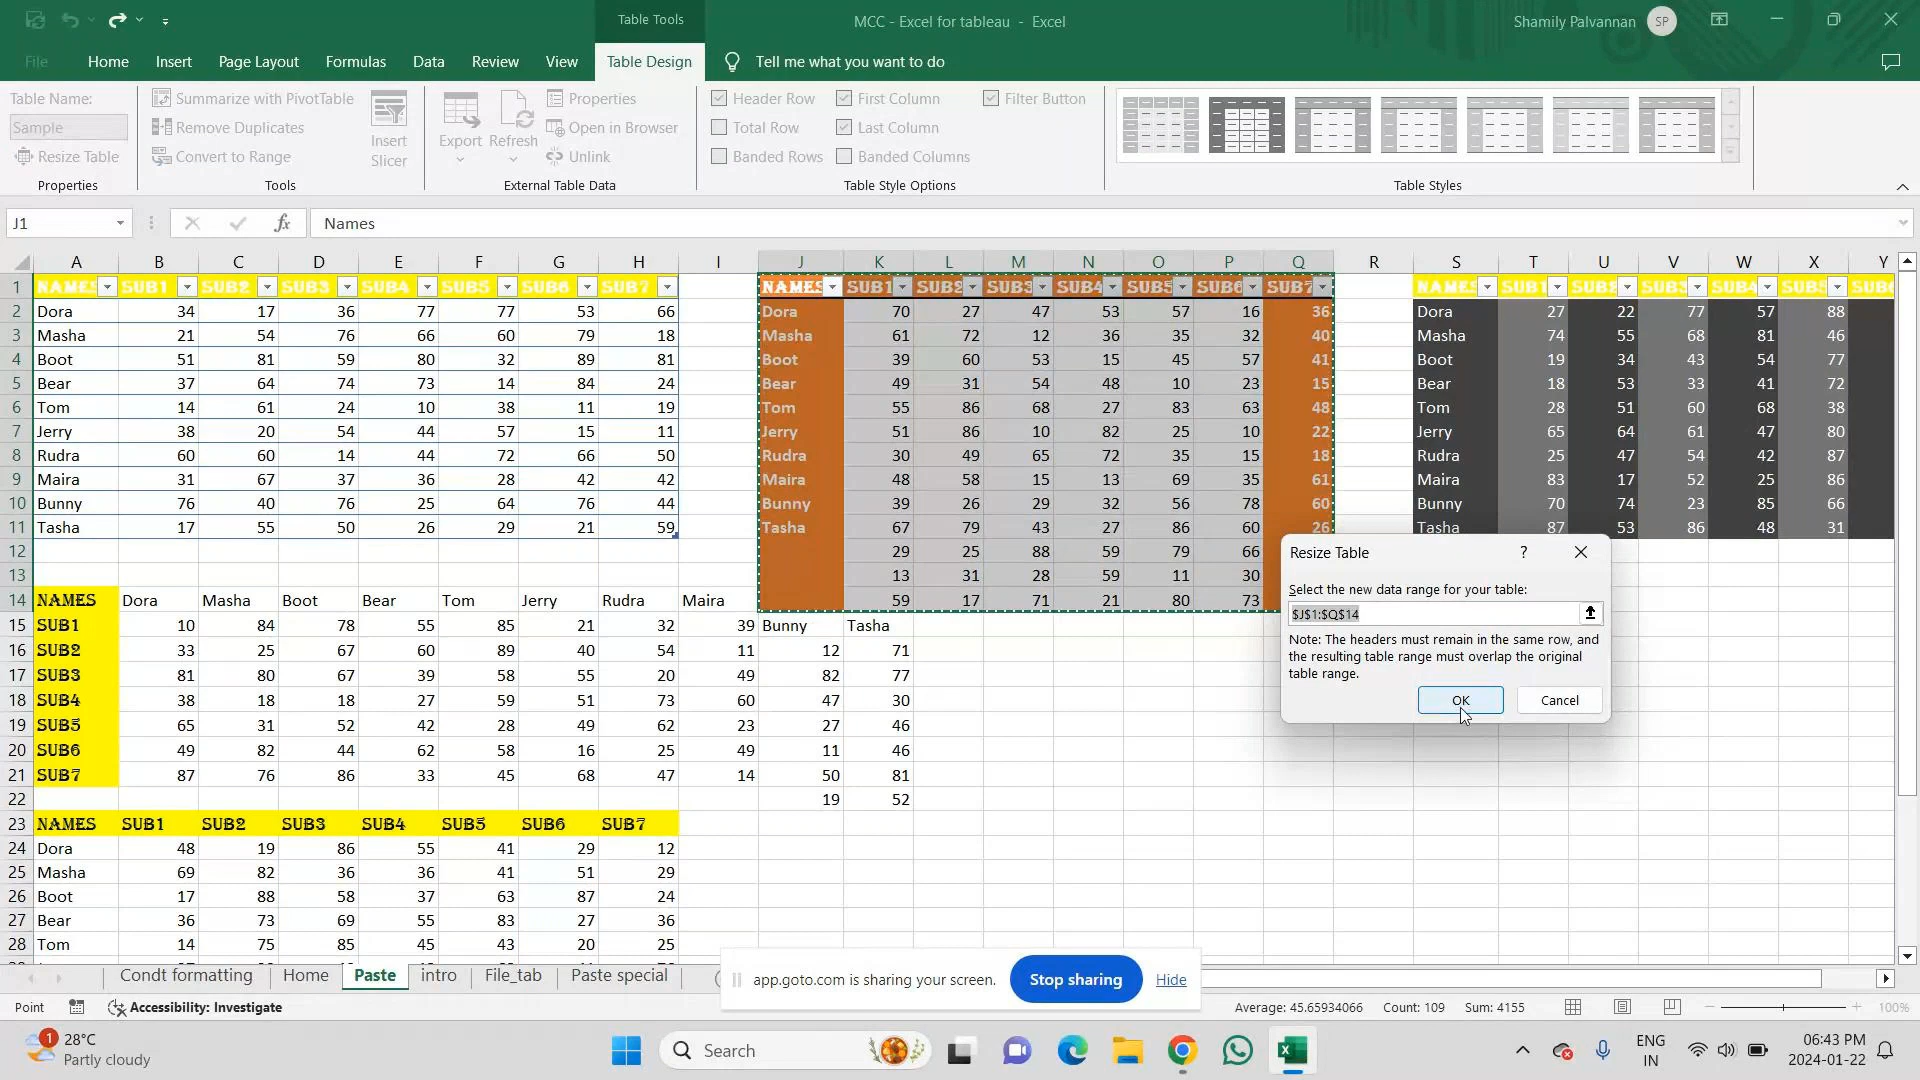 Table Tools
MCC - Excel for tableau - Excel
Shamily Palvannan SP
File Home Insert Page Layout Formulas Data Review View Table Design Tell me what you want to do
Table Name:
Sample
Resize Table
Properties
Summarize with PivotTable
Remove Duplicates
Convert to Range
Insert Slicer
Tools
Export Refresh
Properties
Open in Browser
Unlink
External Table Data
Header Row First Column Filter Button
Total Row Last Column
Banded Rows Banded Columns
Table Style Options
Table Styles
J1 fx Names
A B C D E F G H I J K L M N O P Q R S T U V W X Y
1 NAMES SUB1 SUB2 SUB3 SUB4 SUB5 SUB6 SUB7 NAMES SUB1 SUB2 SUB3 SUB4 SUB5 SUB6 SUB7 NAMES SUB1 SUB2 SUB3 SUB4 SUB5 SUB6
2 Dora 34 17 36 77 77 53 66 Dora 70 27 47 53 57 16 36 Dora 27 22 77 57 88
3 Masha 21 54 76 66 60 79 18 Masha 61 72 12 36 35 32 40 Masha 74 55 68 81 46
4 Boot 51 81 59 80 32 89 81 Boot 39 60 53 15 45 57 41 Boot 19 34 43 54 77
5 Bear 37 64 74 73 14 84 24 Bear 49 31 54 48 10 23 15 Bear 18 53 33 41 72
6 Tom 14 61 24 10 38 11 19 Tom 55 86 68 27 83 63 48 Tom 28 51 60 68 38
7 Jerry 38 20 54 44 57 15 11 Jerry 51 86 10 82 25 10 22 Jerry 65 64 61 47 80
8 Rudra 60 60 14 44 72 66 50 Rudra 30 49 65 72 35 15 18 Rudra 25 47 54 42 87
9 Maira 31 67 37 36 28 42 42 Maira 48 58 15 13 69 35 61 Maira 83 17 52 25 86
10 Bunny 76 40 76 25 64 76 44 Bunny 39 26 29 32 56 78 60 Bunny 70 74 23 85 66
11 Tasha 17 55 50 26 29 21 59 Tasha 67 79 43 27 86 60 26 Tasha 87 53 86 48 31
12 29 25 88 59 79 66
13 13 31 28 59 11 30
14 NAMES Dora Masha Boot Bear Tom Jerry Rudra Maira 59 17 71 21 80 73
15 SUB1 10 84 78 55 85 21 32 39 Bunny Tasha
16 SUB2 33 25 67 60 89 40 54 11 12 71
17 SUB3 81 80 67 39 58 55 20 49 82 77
18 SUB4 38 18 18 27 59 51 73 60 47 30
19 SUB5 65 31 52 42 28 49 62 23 27 46
20 SUB6 49 82 44 62 58 16 25 49 11 46
21 SUB7 87 76 86 33 45 68 47 14 50 81
22 19 52
23 NAMES SUB1 SUB2 SUB3 SUB4 SUB5 SUB6 SUB7
24 Dora 48 19 86 55 41 29 12
25 Masha 69 82 36 36 41 51 29
26 Boot 17 88 58 37 63 87 24
27 Bear 36 73 69 55 83 27 36
28 Tom 14 75 85 45 43 20 25
Resize Table ?
Select the new data range for your table:
$J$1:$Q$14
Note: The headers must remain in the same row, and
the resulting table range must overlap the original
table range.
OK Cancel
Condt formatting Home Paste intro File_tab Paste special
app.goto.com is sharing your screen. Stop sharing Hide
Point Accessibility: Investigate Average: 45.65934066 Count: 109 Sum: 4155 100%
1 28°C
Partly cloudy
Search
ENG
IN
06:43 PM
2024-01-22